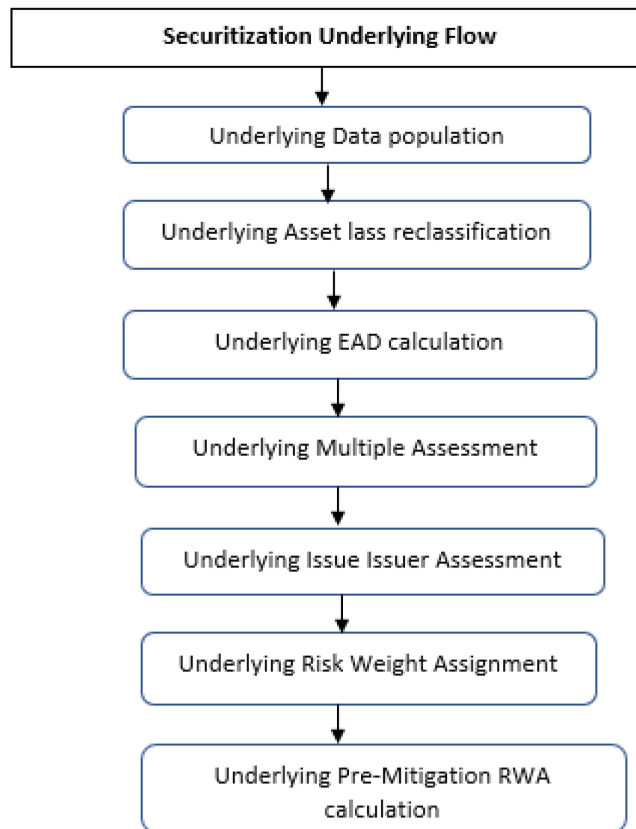 Securitization Underlying Flow
Underlying Data population
Underlying Asset lass reclassification
Underlying EAD calculation
Underlying Multiple Assessment
Underlying Issue Issuer Assessment
Underlying Risk Weight Assignment
Underlying Pre-Mitigation RWA
calculation